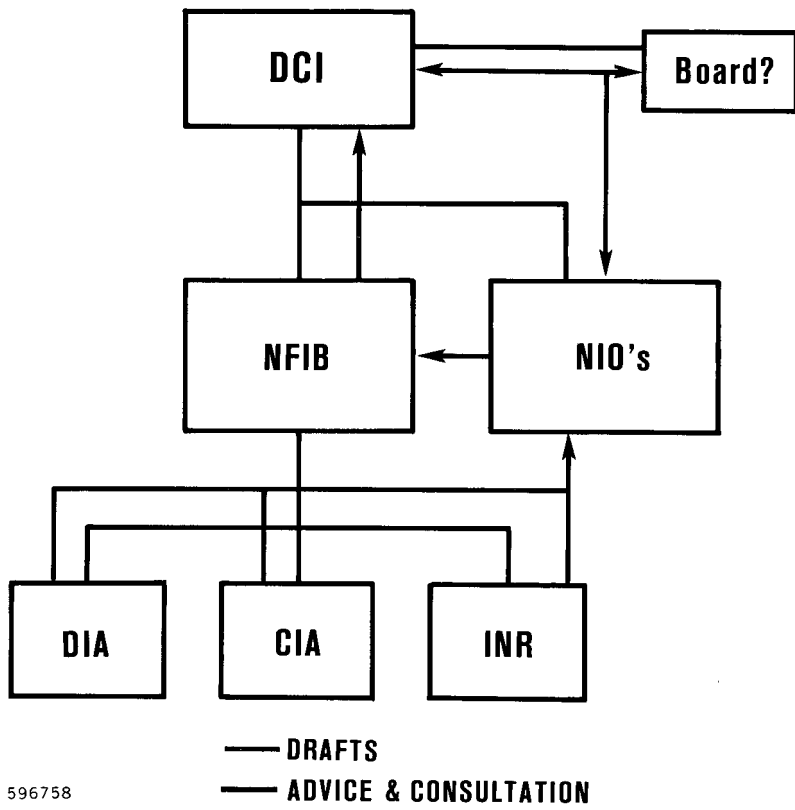 DCI
Board?
NFIB
NIO's
DIA
CIA
INR
DRAFTS
ADVICE & CONSULTATION
596758